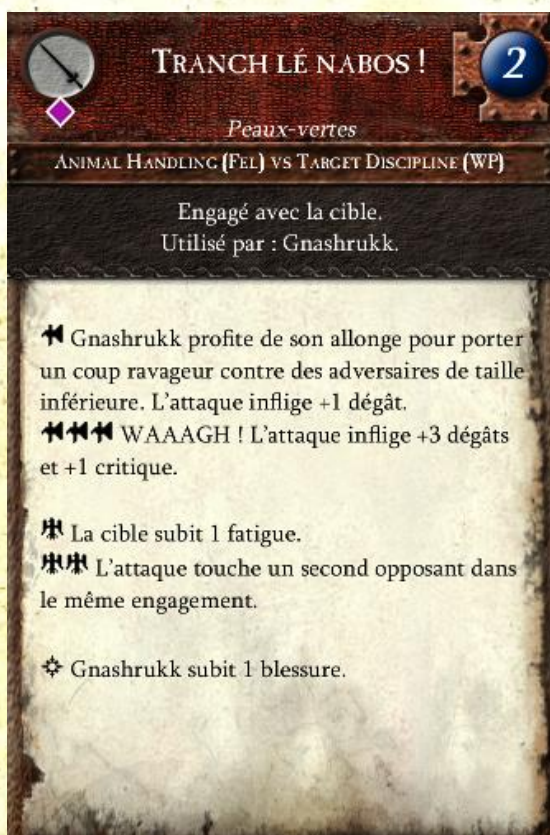 TRANCH LÉ NABOS !
2
Peaux-vertes
ANIMAL HANDLING (FEL) VS TARGET DISCIPLINE (WP)
Engagé avec la cible.
Utilisé par : Gnashrukk.
Gnashrukk profite de son allonge pour porter
un coup ravageur contre des adversaires de taille
inférieure. L'attaque inflige +1 dégât.
WAAAGH ! L'attaque inflige +3 dégâts
et +1 critique.
La cible subit 1 fatigue.
L'attaque touche un second opposant dans
le même engagement.
Gnashrukk subit 1 blessure.